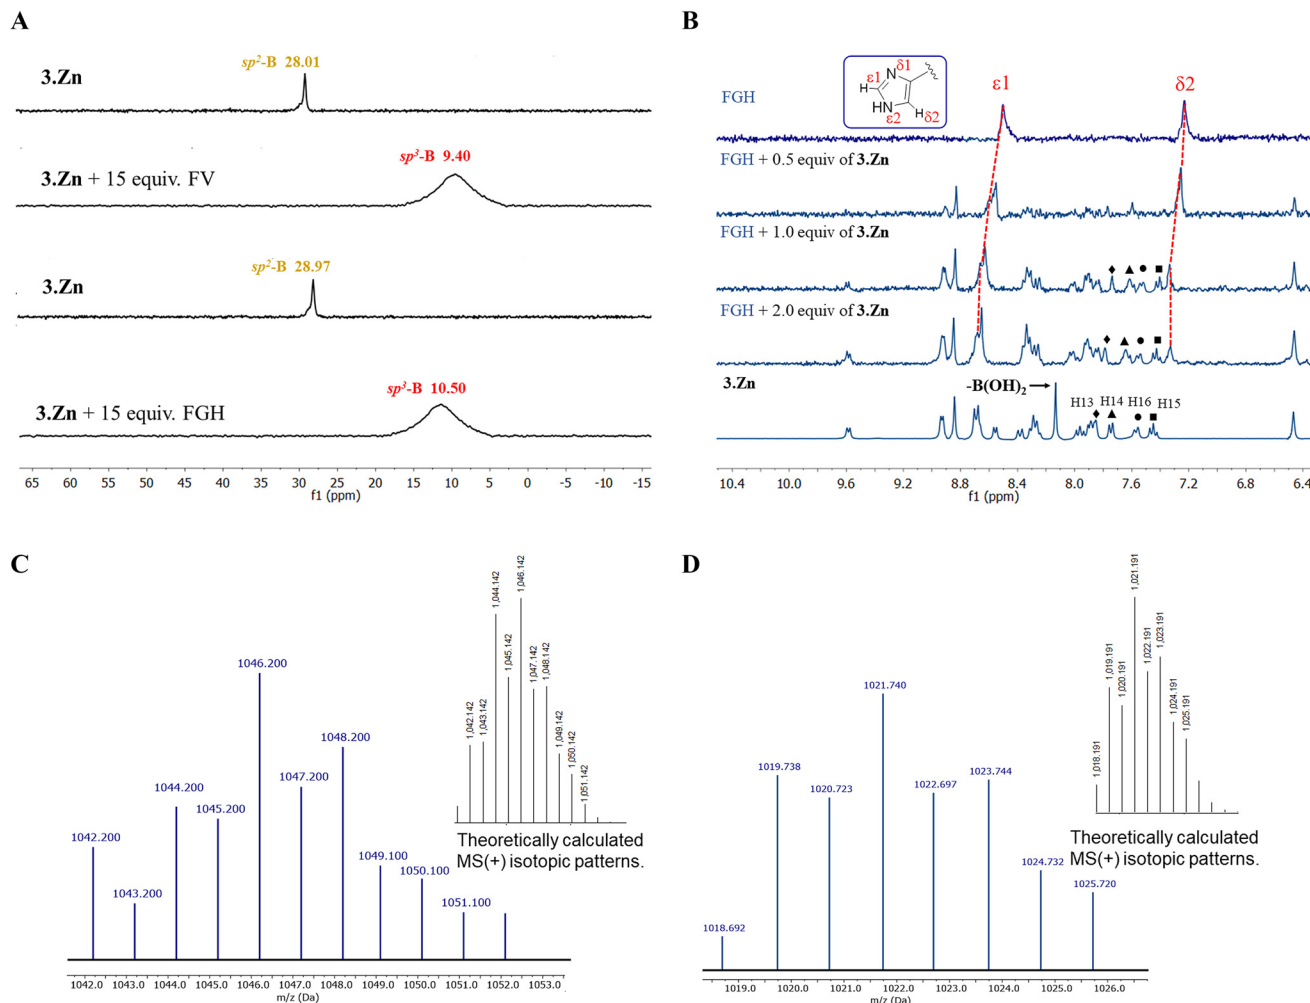 A
3.Zn
sp²-B 28.01
3.Zn + 15 equiv. FV
sp³-B 9.40
3.Zn
sp²-B 28.97
3.Zn + 15 equiv. FGH
sp³-B 10.50
65 60 55 50 45 40 35 30 25 20 15 10 5 0 -5 -10 -15
f1 (ppm)
B
FGH
δ1
N
ε1
H
HN
ε2
H
δ2
ε1
δ2
FGH + 0.5 equiv of 3.Zn
FGH + 1.0 equiv of 3.Zn
♦ ▲ ● ■
FGH + 2.0 equiv of 3.Zn
♦ ▲ ● ■
3.Zn
-B(OH)₂
H13 H14 H16 H15
♦ ▲ ● ■
10.4 10.0 9.6 9.2 8.8 8.4 8.0 7.6 7.2 6.8 6.4
f1 (ppm)
C
1042.200
1043.200
1044.200
1045.200
1046.200
1047.200
1048.200
1049.100
1050.100
1051.100
1,042.142
1,043.142
1,044.142
1,045.142
1,046.142
1,047.142
1,048.142
1,049.142
1,050.142
1,051.142
Theoretically calculated
MS(+) isotopic patterns.
1042.0 1043.0 1044.0 1045.0 1046.0 1047.0 1048.0 1049.0 1050.0 1051.0 1052.0 1053.0
m/z (Da)
D
1018.692
1019.738
1020.723
1021.740
1022.697
1023.744
1024.732
1025.720
1,018.191
1,019.191
1,020.191
1,021.191
1,022.191
1,023.191
1,024.191
1,025.191
Theoretically calculated
MS(+) isotopic patterns.
1019.0 1020.0 1021.0 1022.0 1023.0 1024.0 1025.0 1026.0
m/z (Da)